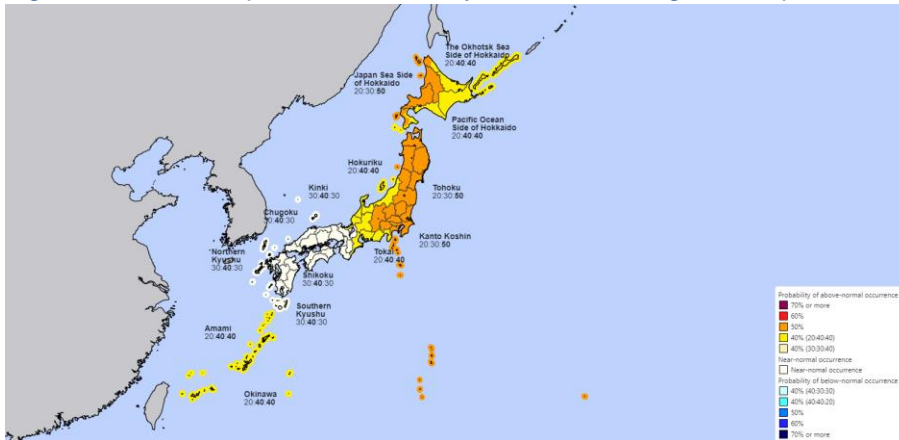 The Okhotsk Sea
Side of Hokkaido
20:40:40
Japan Sea Side
of Hokkaido
20:30:50
Pacific Ocean
Side of Hokkaido
20:40:40
Hokuriku
20:40:40
Kinki
30:40:30
Tohoku
20:30:50
Chugoku
30:40:30
Kanto Koshin
20:30:50
Northern
Kyushu
30:40:30
Tokai
20:40:40
Shikoku
30:40:30
Southern
Kyushu
30:40:30
Amami
20:40:40
Okinawa
20:40:40
Probability of above-normal occurrence
70% or more
60%
50%
40% (20:40:40)
40% (30:30:40)
Near-normal occurrence
Near-nomal occurrence
Probability of below-normal occurrence
40% (40:30:30)
40% (40:40:20)
50%
60%
70% or more